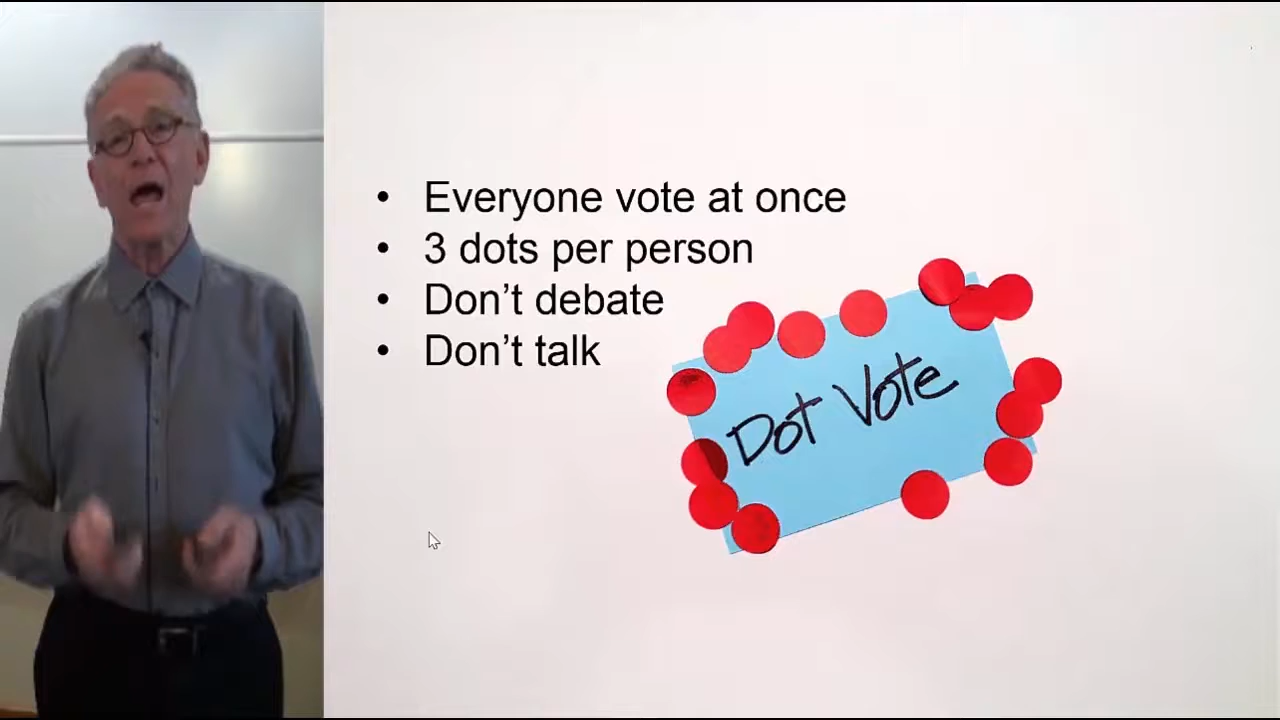 • Everyone vote at once
• 3 dots per person
• Don’t debate
• Don’t talk
Dot Vote